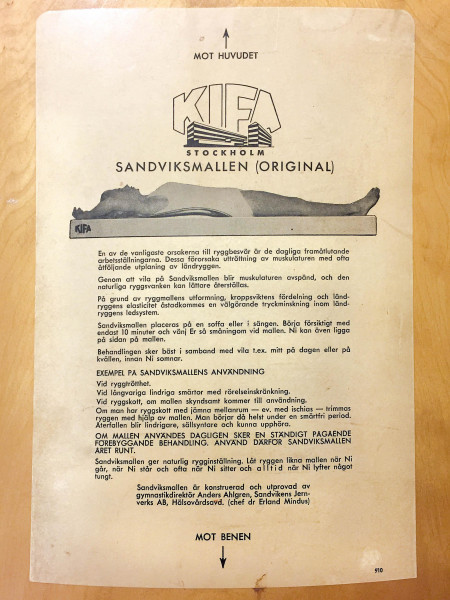 MOT HUVUDET
KIFA
STOCKHOLM
SANDVIKSMALLEN (ORIGINAL)
KIFA
En av de vanligaste orsakerna till ryggbesvär är de dagliga framåtlutande
arbetsställningarna. Dessa förorsaka uttröttning av muskulaturen med ofta
åtföljande utplaning av ländryggen.
Genom att vila på Sandviksmallen blir muskulaturen avspänd, och den
naturliga ryggsvanken kan lättare återställas.
På grund av ryggmallens utformning, kroppsviktens fördelning och länd-
ryggens elasticitet åstadkommes en välgörande tryckminskning inom länd-
ryggens ledsystem.
Sandviksmallen placeras på en soffa eller i sängen. Börja försiktigt med
endast 10 minuter och vänj Er så småningom vid mallen. Ni kan även ligga
på sidan på mallen.
Behandlingen sker bäst i samband med vila t.ex. mitt på dagen eller på
kvällen, innan Ni somnar.
EXEMPEL PÅ SANDVIKSMALLENS ANVÄNDNING
Vid ryggtrötthet.
Vid långvariga lindriga smärtor med rörelseinskränkning.
Vid ryggskott, om mallen skyndsamt kommer till användning.
Om man har ryggskott med jämna mellanrum — ev. med ischias — trimmas
ryggen med hjälp av mallen. Man börjar då helst under en smärtfri period.
Återfallen blir lindrigare, sällsyntare och kunna upphöra.
OM MALLEN ANVÄNDES DAGLIGEN SKER EN STÄNDIGT PÅGÅENDE
FÖREBYGGANDE BEHANDLING. ANVÄND DÄRFÖR SANDVIKSMALLEN
ÅRET RUNT.
Sandviksmallen ger naturlig rygginställning. Låt ryggen likna mallen när Ni
går, när Ni står och ofta när Ni sitter och alltid när Ni lyfter något
tungt.
Sandviksmallen är konstruerad och utprovad av
gymnastikdirektör Anders Ahlgren, Sandvikens Jern-
verks AB, Hälsovårdsavd. (chef dr Erland Mindus)
MOT BENEN
910